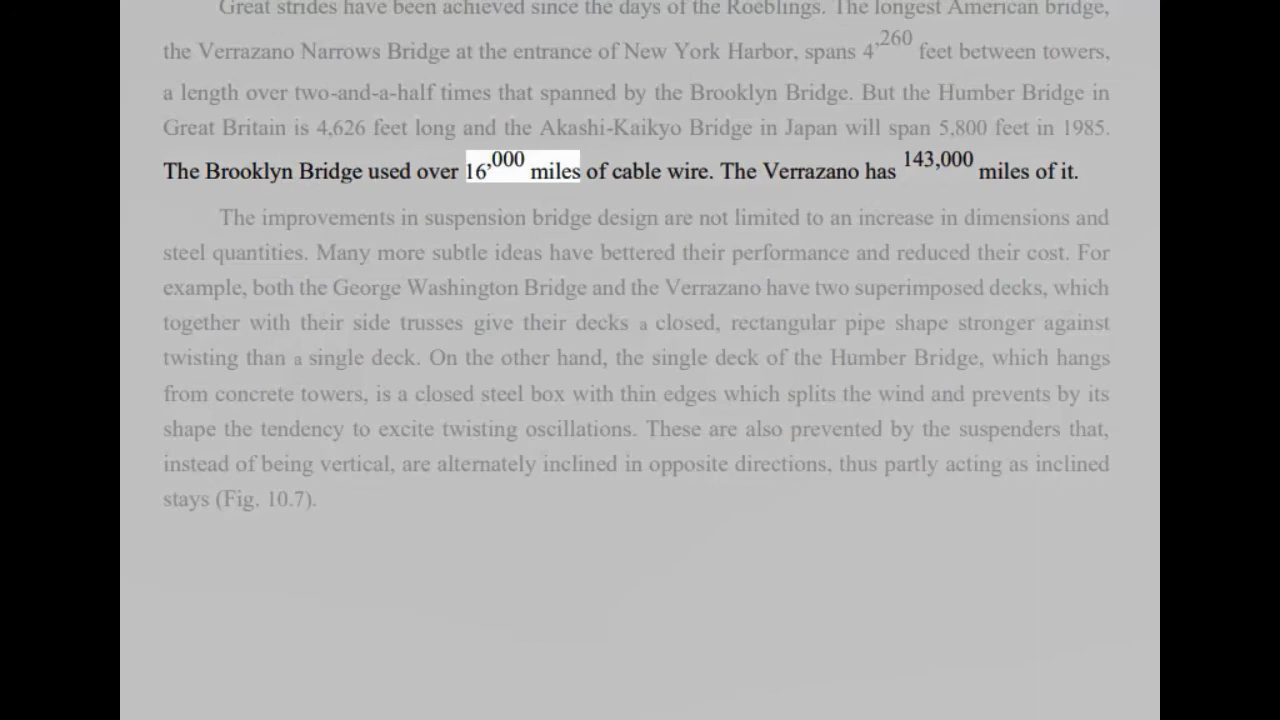 Great strides have been achieved since the days of the Roeblings. The longest American bridge,
the Verrazano Narrows Bridge at the entrance of New York Harbor, spans 4,260 feet between towers,
a length over two-and-a-half times that spanned by the Brooklyn Bridge. But the Humber Bridge in
Great Britain is 4,626 feet long and the Akashi-Kaikyo Bridge in Japan will span 5,800 feet in 1985.
The Brooklyn Bridge used over 16,000 miles of cable wire. The Verrazano has 143,000 miles of it.
The improvements in suspension bridge design are not limited to an increase in dimensions and
steel quantities. Many more subtle ideas have bettered their performance and reduced their cost. For
example, both the George Washington Bridge and the Verrazano have two superimposed decks, which
together with their side trusses give their decks a closed, rectangular pipe shape stronger against
twisting than a single deck. On the other hand, the single deck of the Humber Bridge, which hangs
from concrete towers, is a closed steel box with thin edges which splits the wind and prevents by its
shape the tendency to excite twisting oscillations. These are also prevented by the suspenders that,
instead of being vertical, are alternately inclined in opposite directions, thus partly acting as inclined
stays (Fig. 10.7).